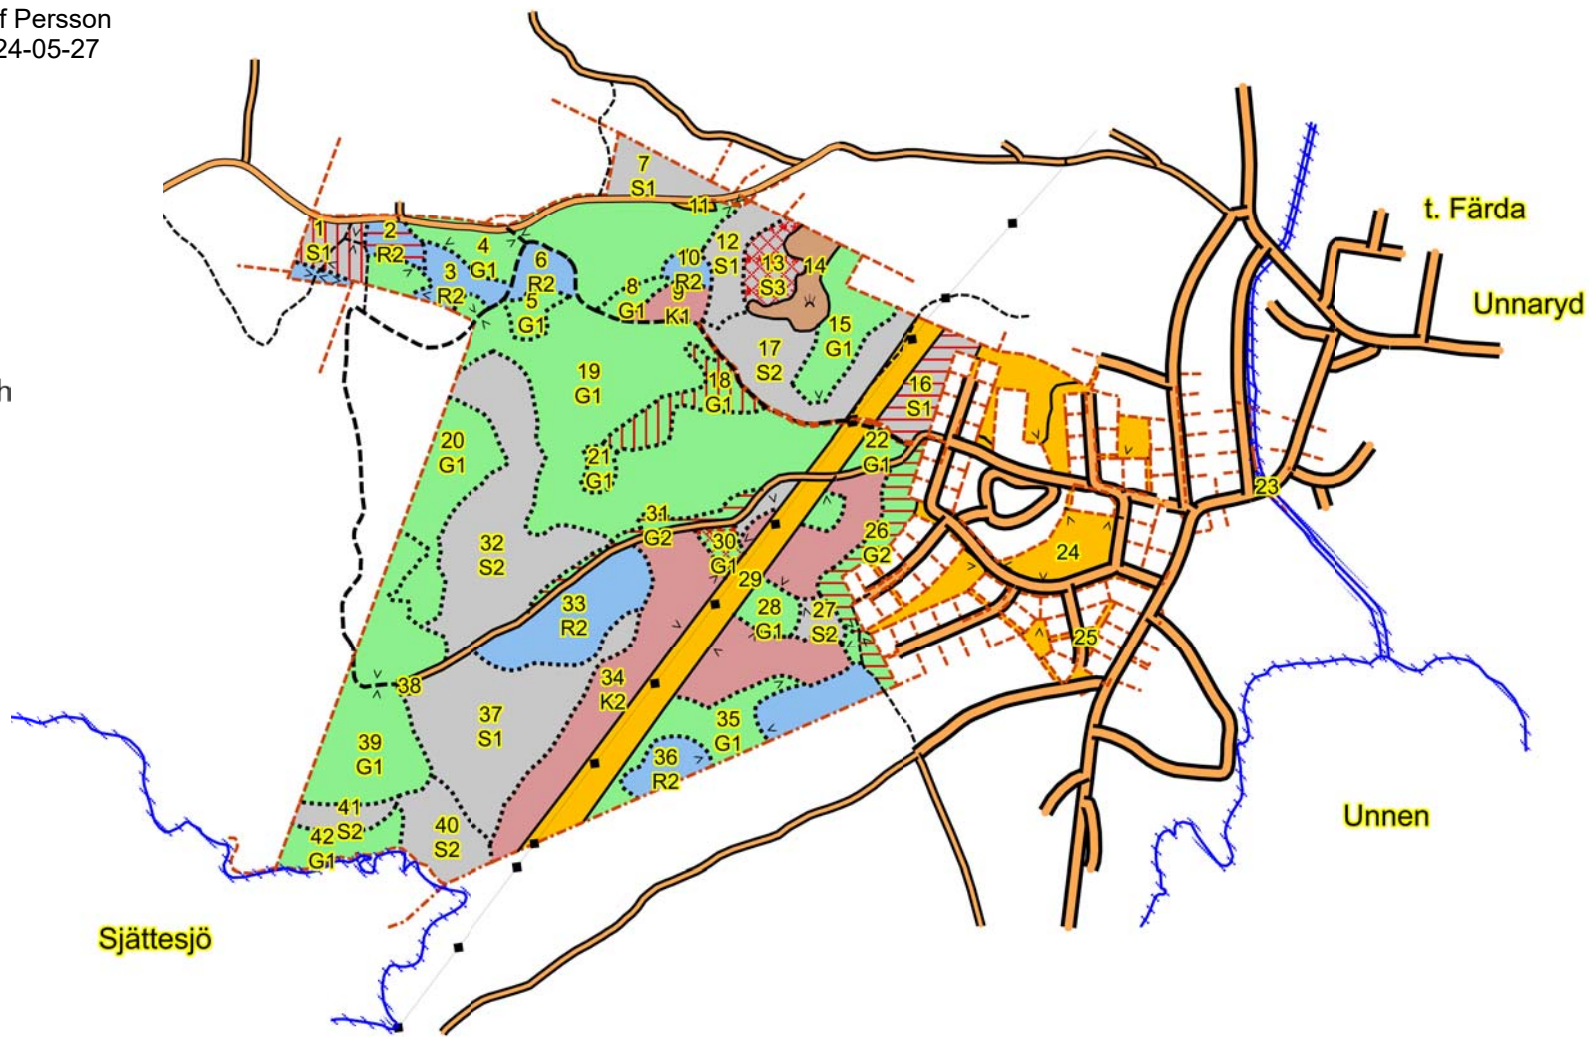 f Persson
24-05-27
h
t. Färda
Unnaryd
Unnen
Sjättesjö
1
S1
2
R2
3
R2
4
G1
5
G1
6
R2
7
S1
8
G1
9
K1
10
R2
11
12
S1
13
S3
14
15
G1
16
S1
17
S2
18
G1
19
G1
20
G1
21
G1
22
G1
23
24
25
26
G2
27
S2
28
G1
29
30
G1
31
G2
32
S2
33
R2
34
K2
35
G1
36
R2
37
S1
38
39
G1
40
S2
41
S2
42
G1